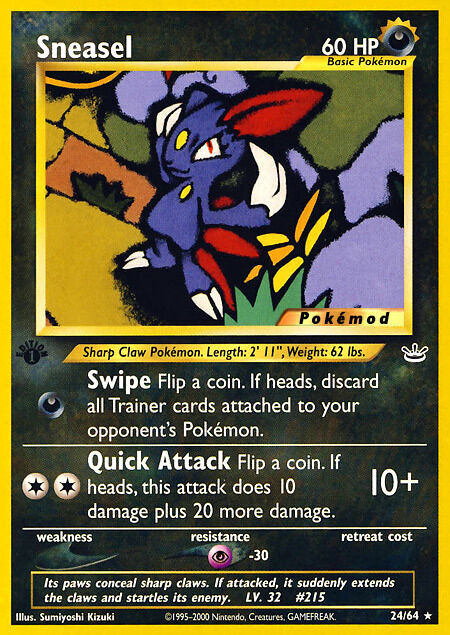 Sneasel
60 HP
Basic Pokémon
Pokémod
EDITION
1
Sharp Claw Pokémon. Length: 2' 11", Weight: 62 lbs.
Swipe Flip a coin. If heads, discard
all Trainer cards attached to your
opponent's Pokémon.
Quick Attack Flip a coin. If
heads, this attack does 10
damage plus 20 more damage.
10+
weakness
resistance
retreat cost
-30
Its paws conceal sharp claws. If attacked, it suddenly extends
the claws and startles its enemy. LV. 32 #215
Illus. Sumiyoshi Kizuki
©1995-2000 Nintendo, Creatures, GAMEFREAK.
24/64 ★